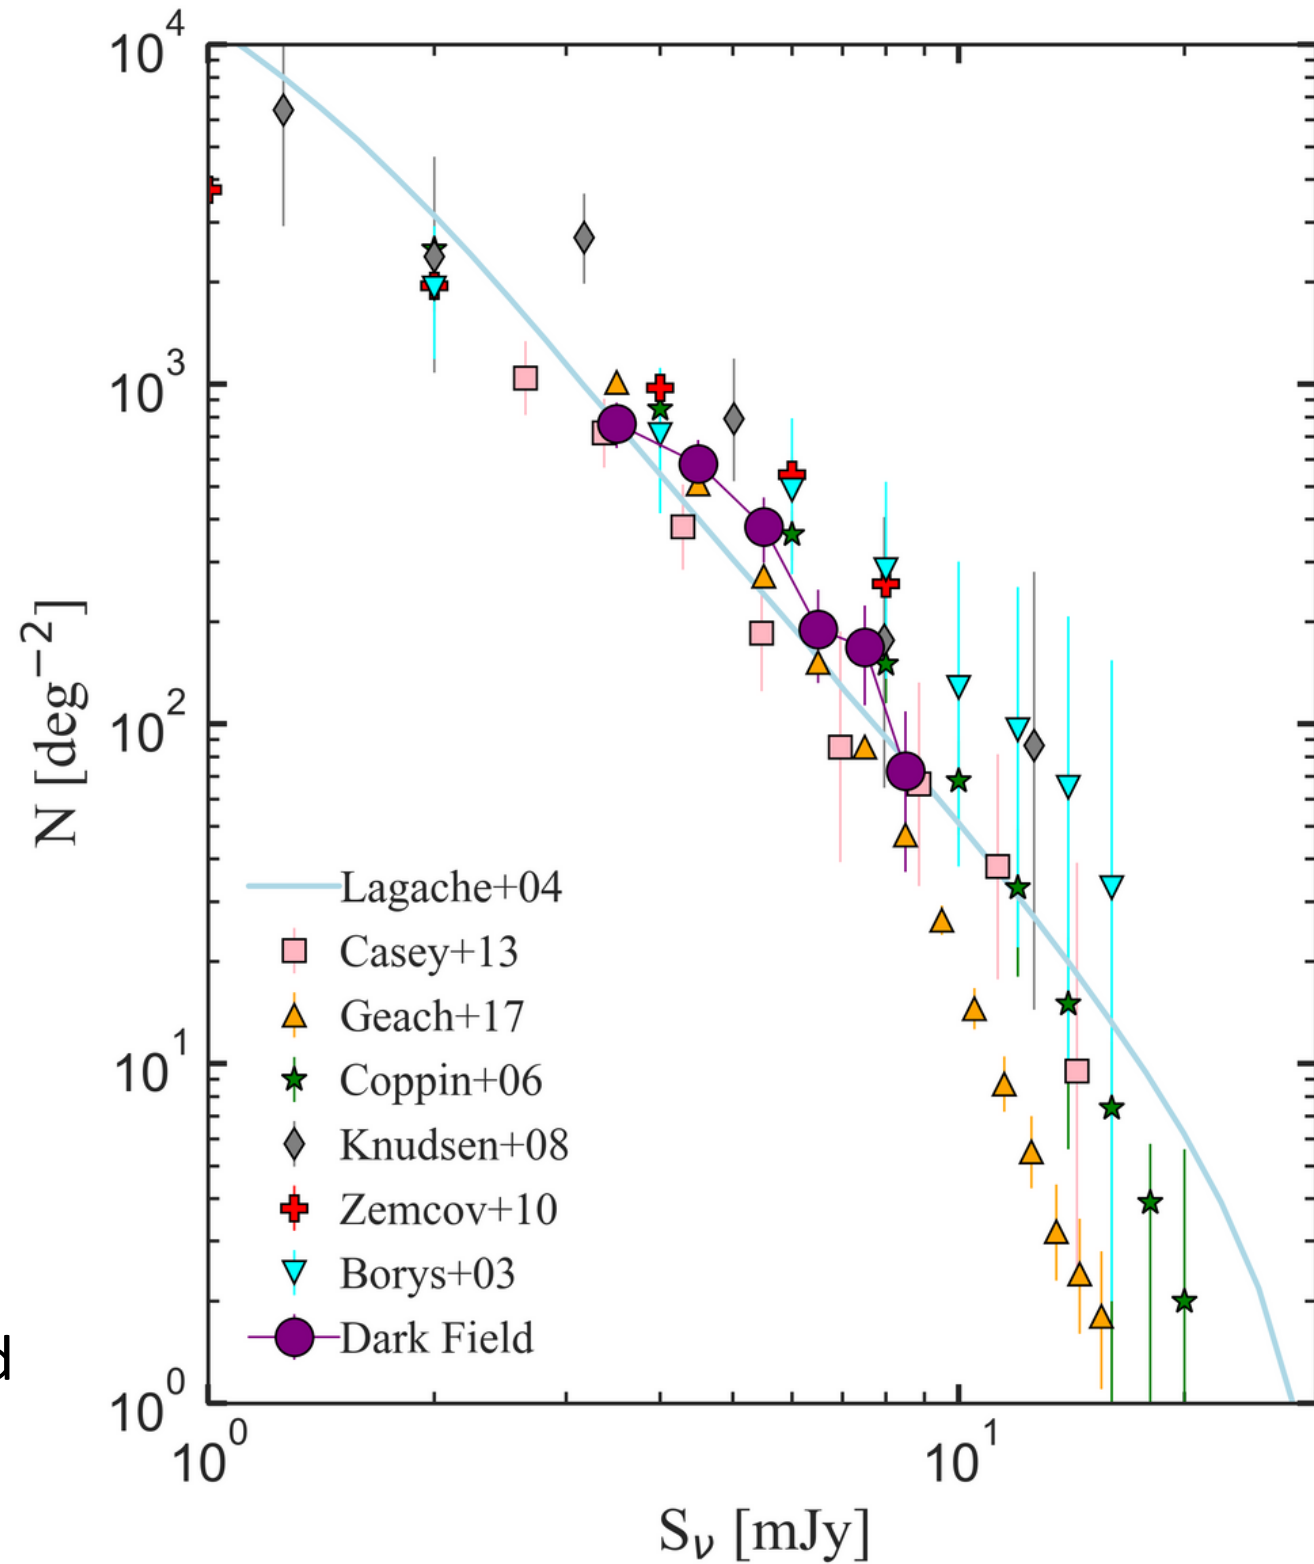 10^4
10^3
10^2
10^1
10^0
N [deg^−2]
Lagache+04
Casey+13
Geach+17
Coppin+06
Knudsen+08
Zemcov+10
Borys+03
Dark Field
d
10^0 10^1
S_ν [mJy]